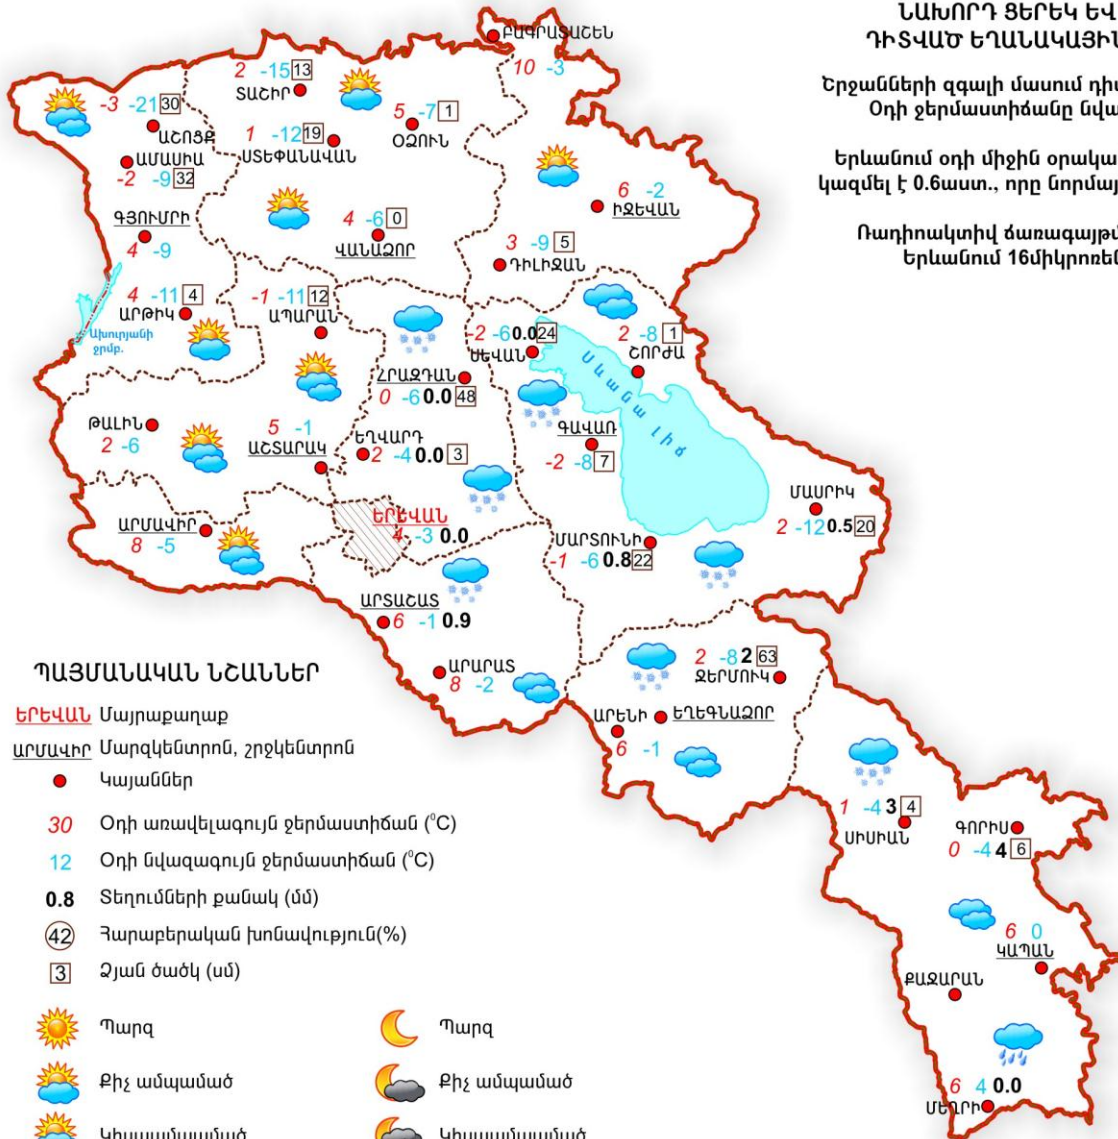 ՆԱԽՈՐԴ ՑԵՐԵԿ ԵՎ
ԴԻՏՎԱԾ ԵՂԱՆԱԿԱՅԻՆ
Շրջանների զգալի մասում
Օդի ջերմաստիճանը
Երևանում օդի միջին
կազմել է 0.6աստ., որը
Ռադիոակտիվ
Երևանում
ԲԱԳՐԱՏԱՇԵՆ
10 -3
2 -15 13
ՏԱՇԻՐ
-3 -21 30
ԱՇՈՑՔ
5 -7 1
ՕՁՈՒՆ
1 -12 19
ՍՏԵՓԱՆԱՎԱՆ
ԱՄԱՍԻԱ
-2 -9 32
6 -2
ԻՋԵՎԱՆ
ԳՅՈՒՄՐԻ
4 -9
4 -6 0
ՎԱՆԱՁՈՐ
3 -9 5
ԴԻԼԻՋԱՆ
4 -11 4
ԱՐԹԻԿ
-1 -11 12
ԱՊԱՐԱՆ
Ախուրյանի
ջրմբ.
-2 -6 0.0 24
ՍԵՎԱՆ
2 -8 1
ՇՈՐԺԱ
Սևանա լիճ
ՀՐԱԶԴԱՆ
0 -6 0.0 48
ԹԱԼԻՆ
2 -6
5 -1
ԱՇՏԱՐԱԿ
ԵՂՎԱՐԴ
2 -4 0.0 3
ԳԱՎԱՌ
-2 -8 7
ՄԱՍՐԻԿ
2 -12 0.5 20
ԱՐՄԱՎԻՐ
8 -5
ԵՐԵՎԱՆ
4 -3 0.0
ՄԱՐՏՈՒՆԻ
-1 -6 0.8 22
ԱՐՏԱՇԱՏ
6 -1 0.9
ԱՐԱՐԱՏ
8 -2
2 -8 2 63
ՋԵՐՄՈՒԿ
ԱՐԵՆԻ
6 -1
ԵՂԵԳՆԱՁՈՐ
1 -4 3 4
ՍԻՍԻԱՆ
ԳՈՐԻՍ
0 -4 4 6
6 0
ԿԱՊԱՆ
ՔԱՋԱՐԱՆ
6 4 0.0
ՄԵՂՐԻ
ՊԱՅՄԱՆԱԿԱՆ ՆՇԱՆՆԵՐ
ԵՐԵՎԱՆ Մայրաքաղաք
ԱՐՄԱՎԻՐ Մարզկենտրոն, շրջկենտրոն
Կայաններ
30 Օդի առավելագույն ջերմաստիճան (⁰C)
12 Օդի նվազագույն ջերմաստիճան (⁰C)
0.8 Տեղումների քանակ (մմ)
42 Հարաբերական խոնավություն(%)
3 Ձյան ծածկ (սմ)
Պարզ Պարզ
Քիչ ամպամած Քիչ ամպամած